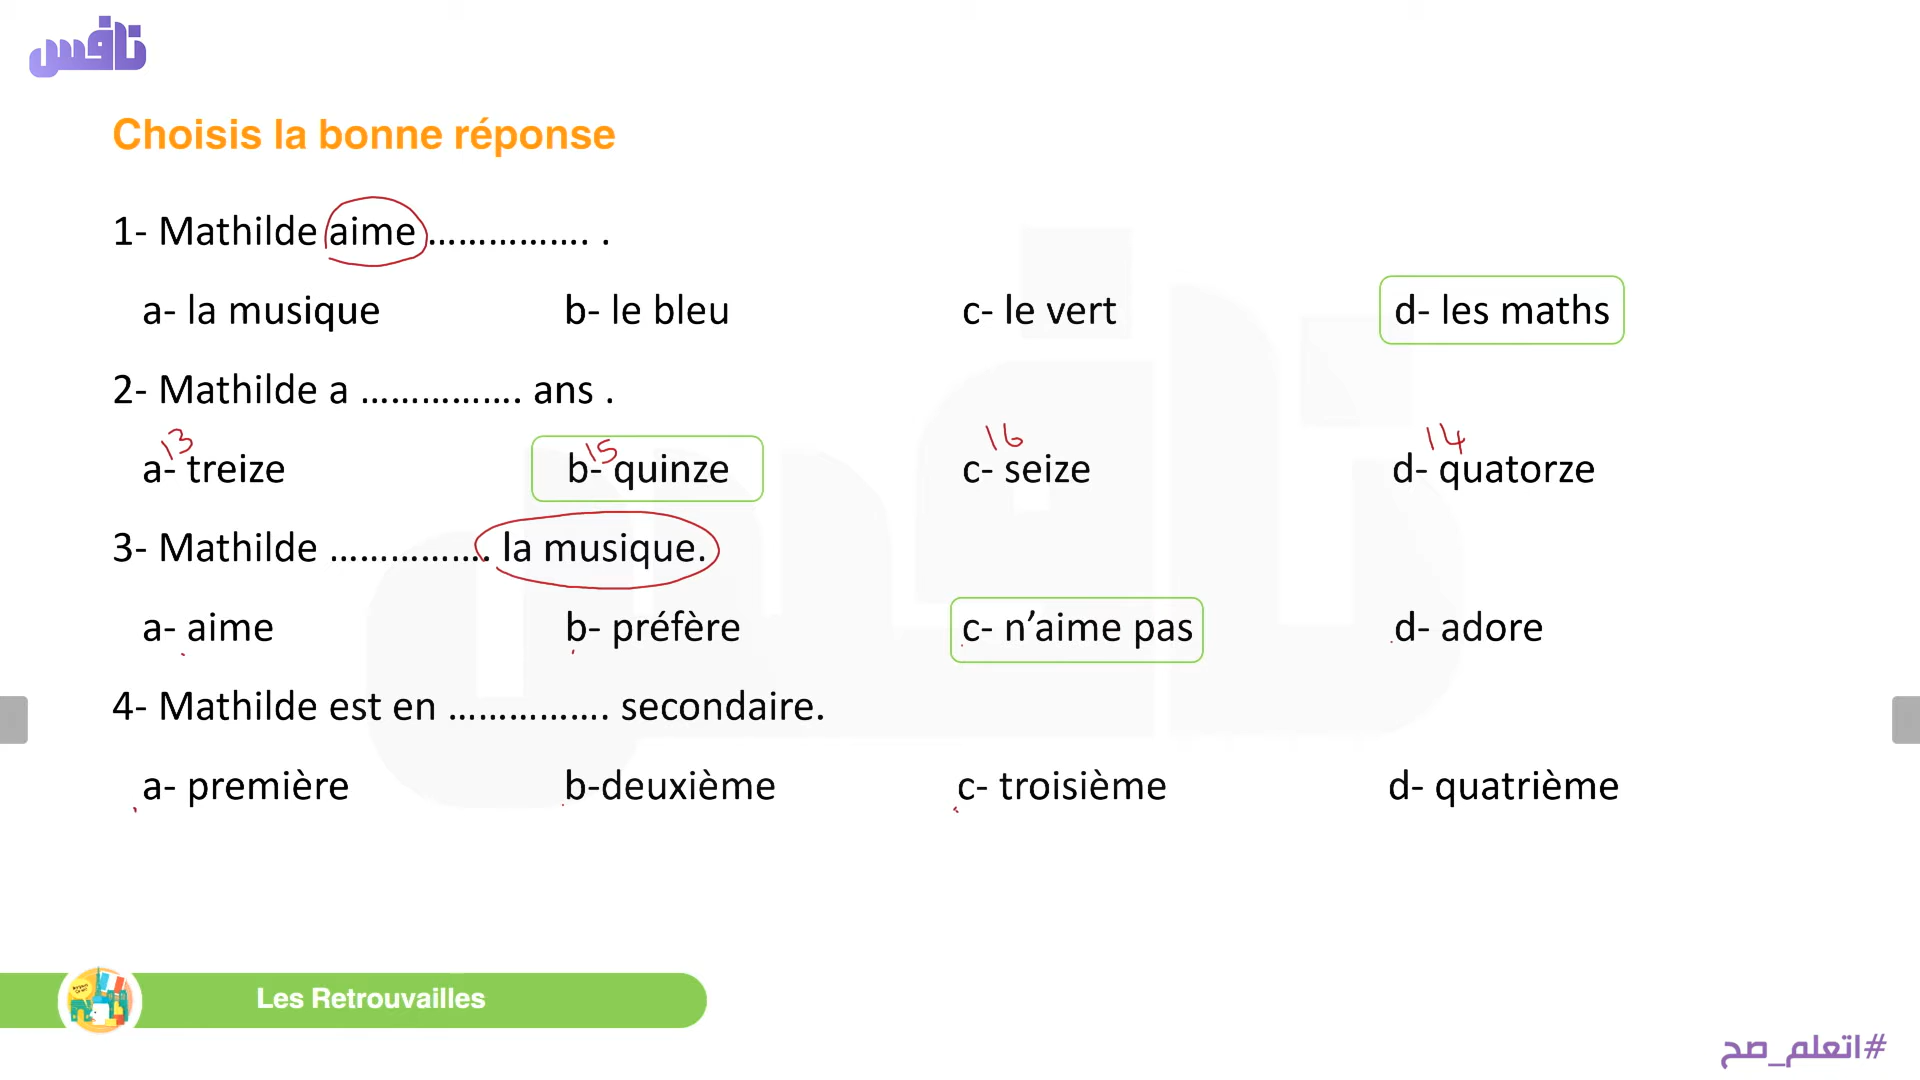 نافس
Choisis la bonne réponse
1- Mathilde aime ................ .
a- la musique b- le bleu c- le vert d- les maths
2- Mathilde a ................ ans .
13 15 16 14
a- treize b- quinze c- seize d- quatorze
3- Mathilde ................ la musique.
a- aime b- préfère c- n’aime pas d- adore
4- Mathilde est en ................ secondaire.
a- première b-deuxième c- troisième d- quatrième
Les Retrouvailles
#اتعلم_صح